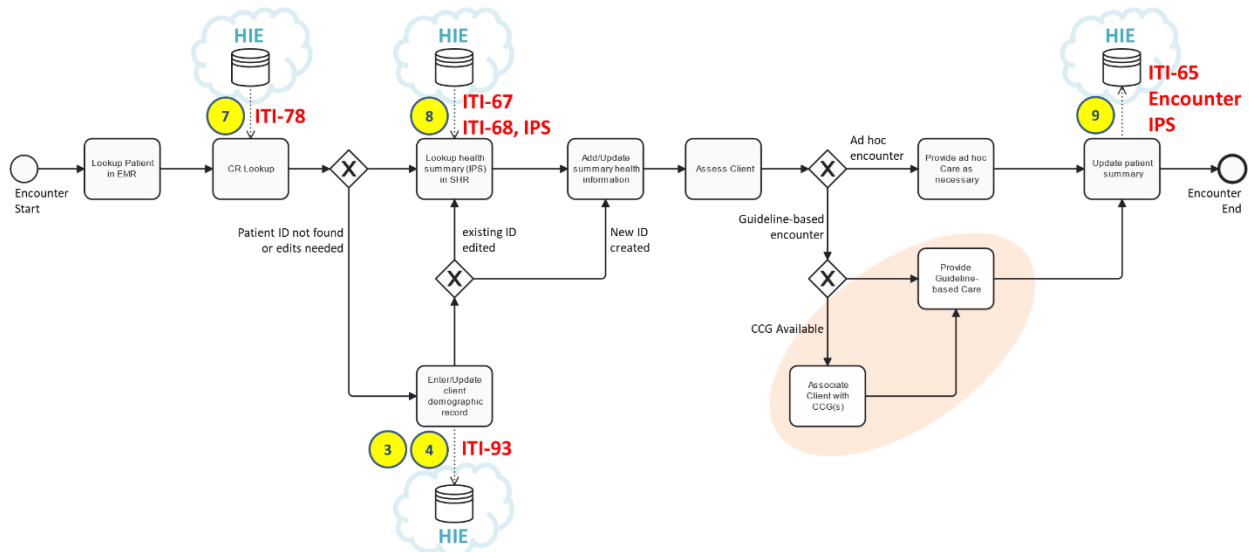 HIE
7
ITI-78
HIE
8
ITI-67
ITI-68, IPS
HIE
9
ITI-65
Encounter
IPS
Encounter
Start
Lookup Patient
in EMR
CR Lookup
X
Lookup health
summary (IPS)
in SHR
Add/Update
summary health
information
Assess Client
X
Ad hoc
encounter
Provide ad hoc
Care as
necessary
Update patient
summary
Encounter
End
Patient ID not found
or edits needed
existing ID
edited
New ID
created
X
Guideline-based
encounter
X
Provide
Guideline-
based Care
CCG Available
Associate
Client with
CCG(s)
Enter/Update
client
demographic
record
3
4
ITI-93
HIE